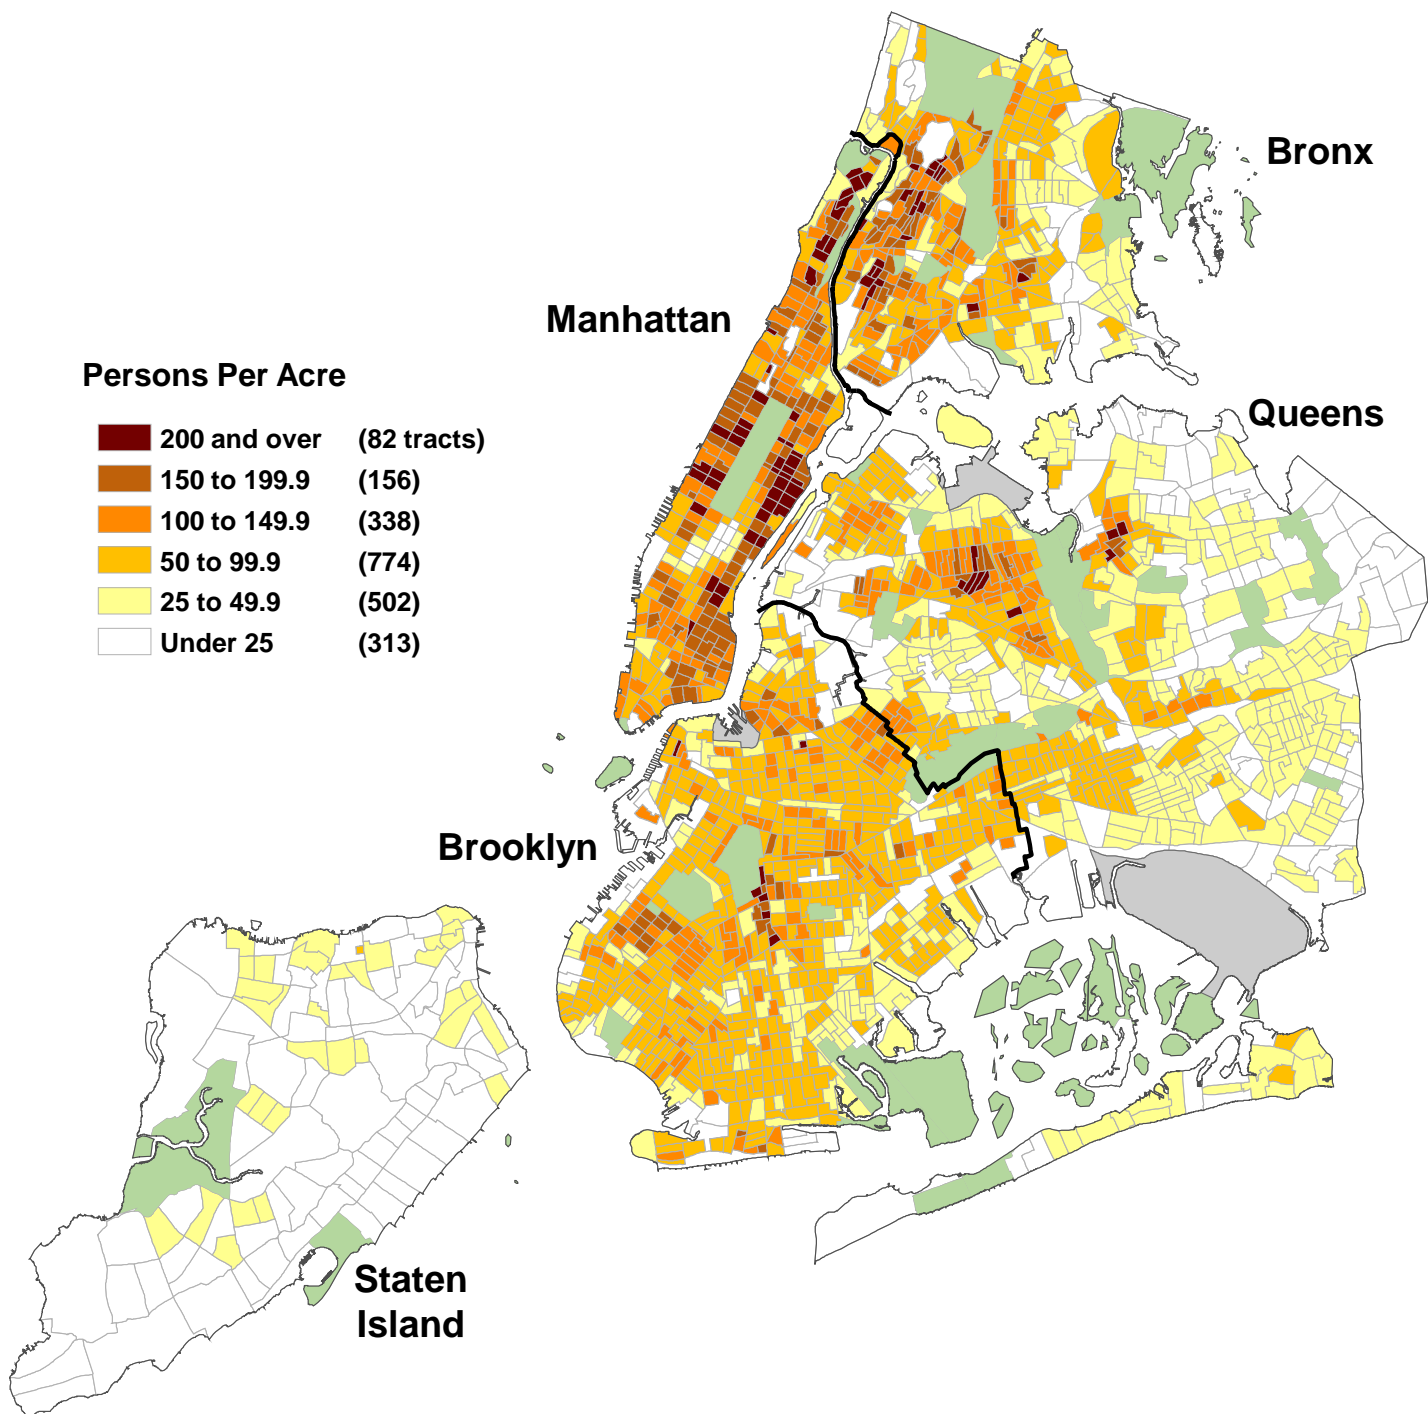 Bronx
Manhattan
Persons Per Acre
Queens
200 and over (82 tracts)
150 to 199.9 (156)
100 to 149.9 (338)
50 to 99.9 (774)
25 to 49.9 (502)
Under 25 (313)
Brooklyn
Staten
Island